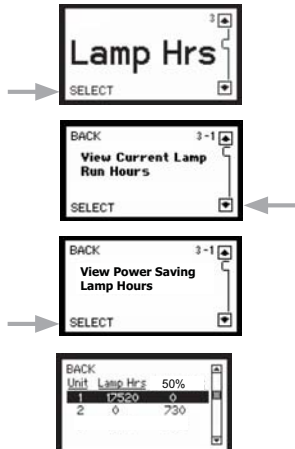 3
Lamp Hrs
SELECT
BACK 3-1
View Current Lamp
Run Hours
SELECT
BACK 3-1
View Power Saving
Lamp Hours
SELECT
BACK
Unit Lamp Hrs 50%
1 17520 0
2 0 730